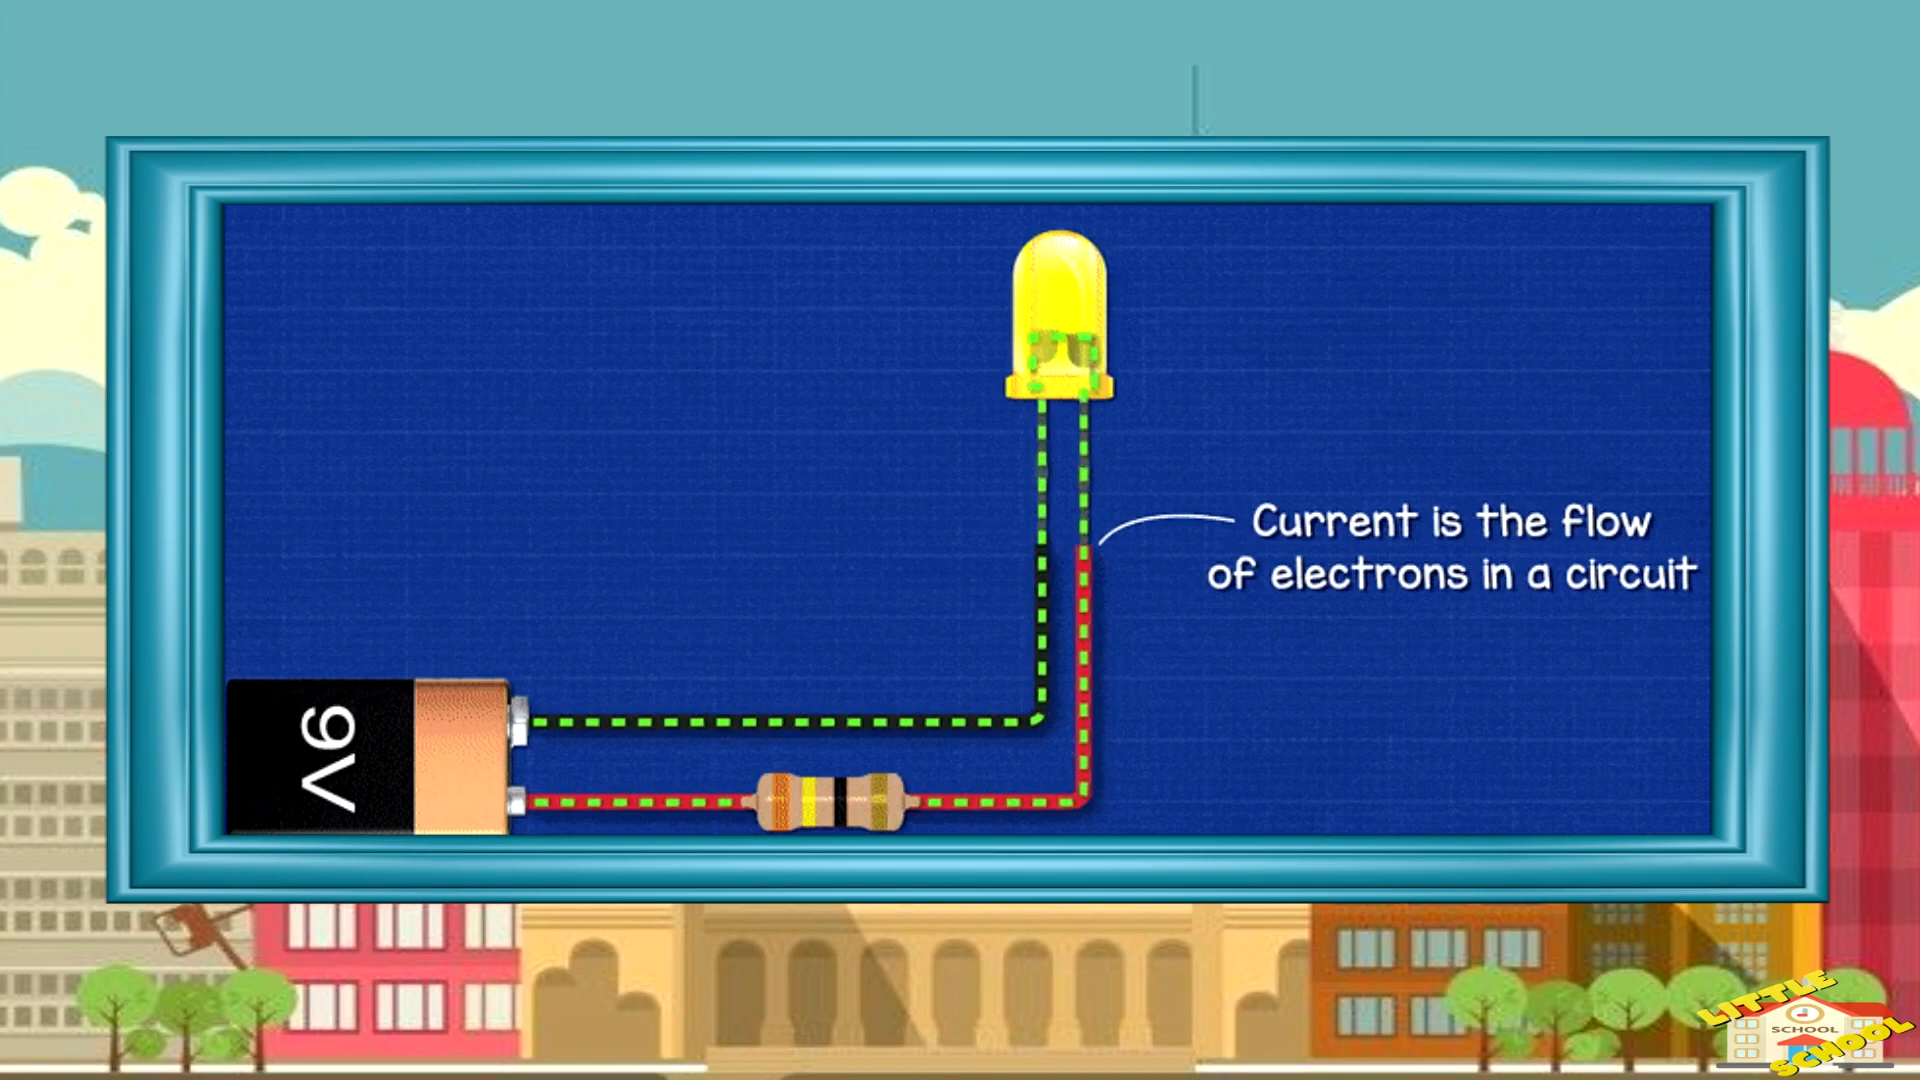 Current is the flow
of electrons in a circuit
9V
LITTLE
SCHOOL
SCHOOL